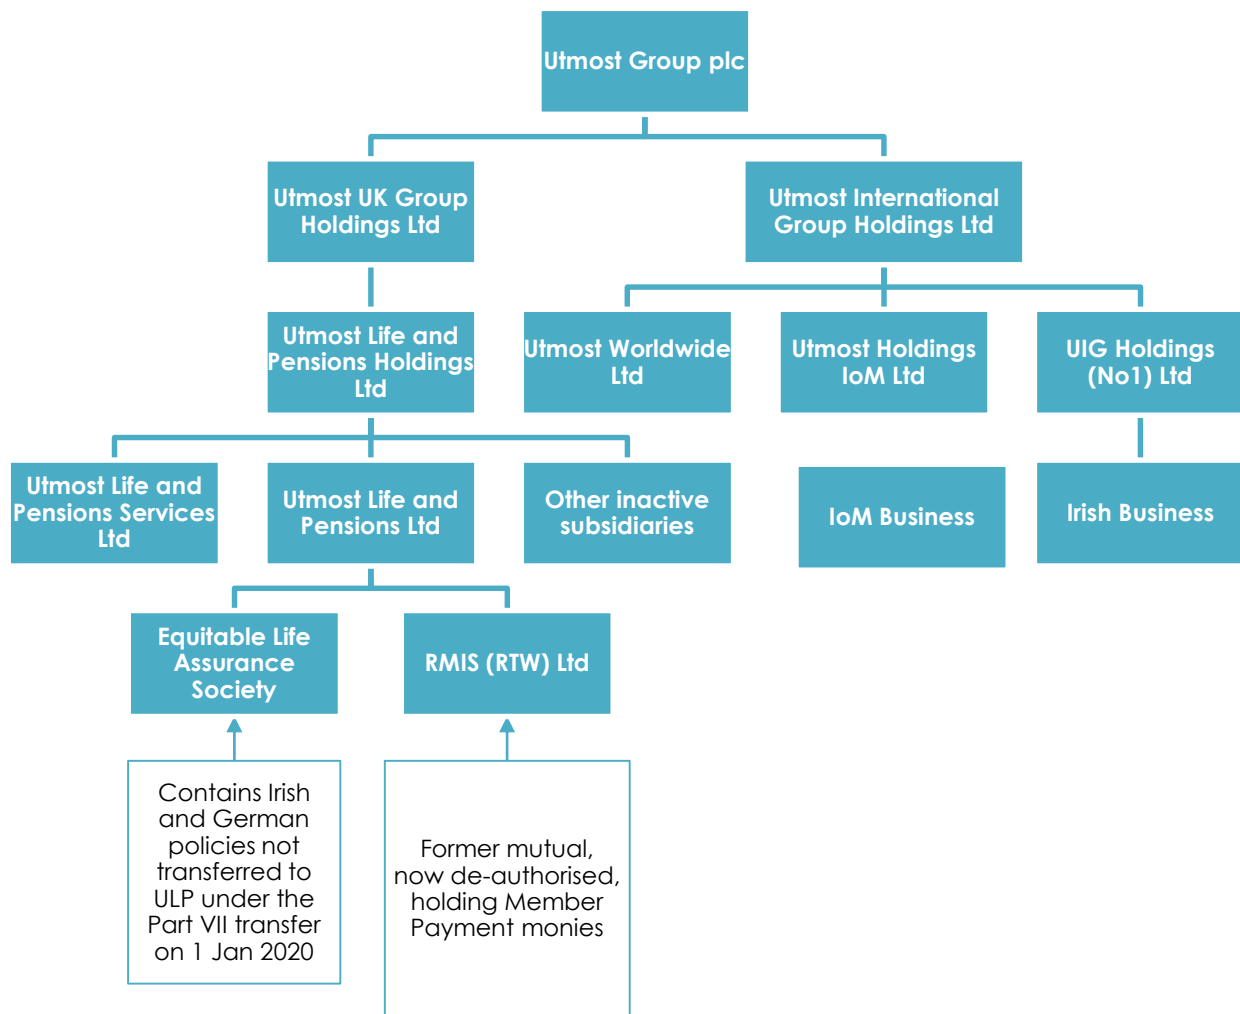 Utmost Group plc
Utmost UK Group
Holdings Ltd
Utmost International
Group Holdings Ltd
Utmost Life and
Pensions Holdings
Ltd
Utmost Worldwide
Ltd
Utmost Holdings
IoM Ltd
UIG Holdings
(No1) Ltd
Utmost Life and
Pensions Services
Ltd
Utmost Life and
Pensions Ltd
Other inactive
subsidiaries
IoM Business
Irish Business
Equitable Life
Assurance
Society
RMIS (RTW) Ltd
Contains Irish
and German
policies not
transferred to
ULP under the
Part VII transfer
on 1 Jan 2020
Former mutual,
now de-authorised,
holding Member
Payment monies